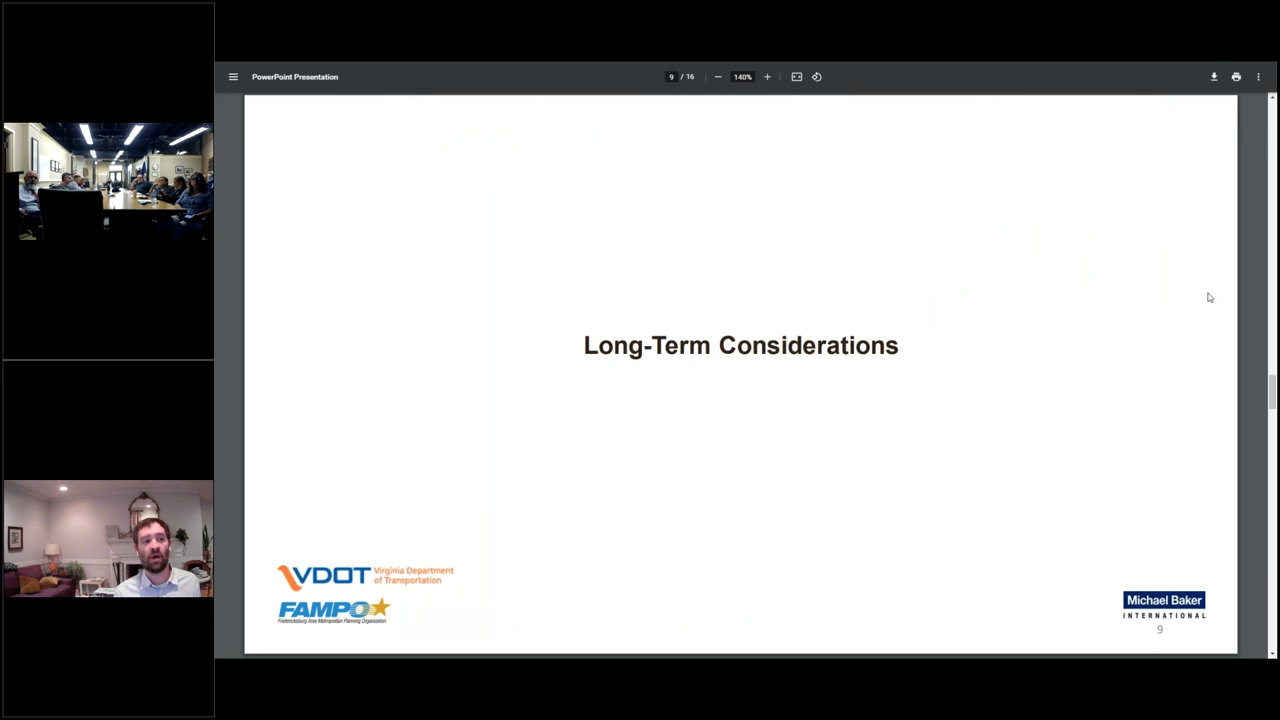 PowerPoint Presentation
9 / 16
140%
Long-Term Considerations
VDOT Virginia Department
of Transportation
FAMPO
Fredericksburg Area Metropolitan Planning Organization
Michael Baker
INTERNATIONAL
9